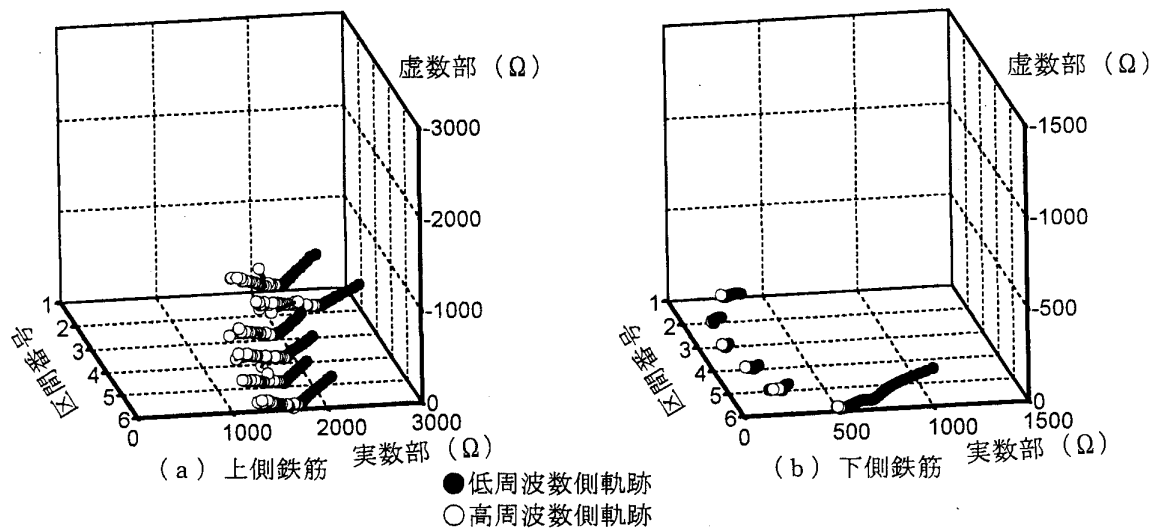 虚数部（Ω）
-3000
-2000
-1000
0
1
2
3
4
5
6
区間番号
0
1000
2000
3000
実数部（Ω）
（a）上側鉄筋
虚数部（Ω）
-1500
-1000
-500
0
1
2
3
4
5
6
区間番号
0
500
1000
1500
実数部（Ω）
（b）下側鉄筋
●低周波数側軌跡
○高周波数側軌跡